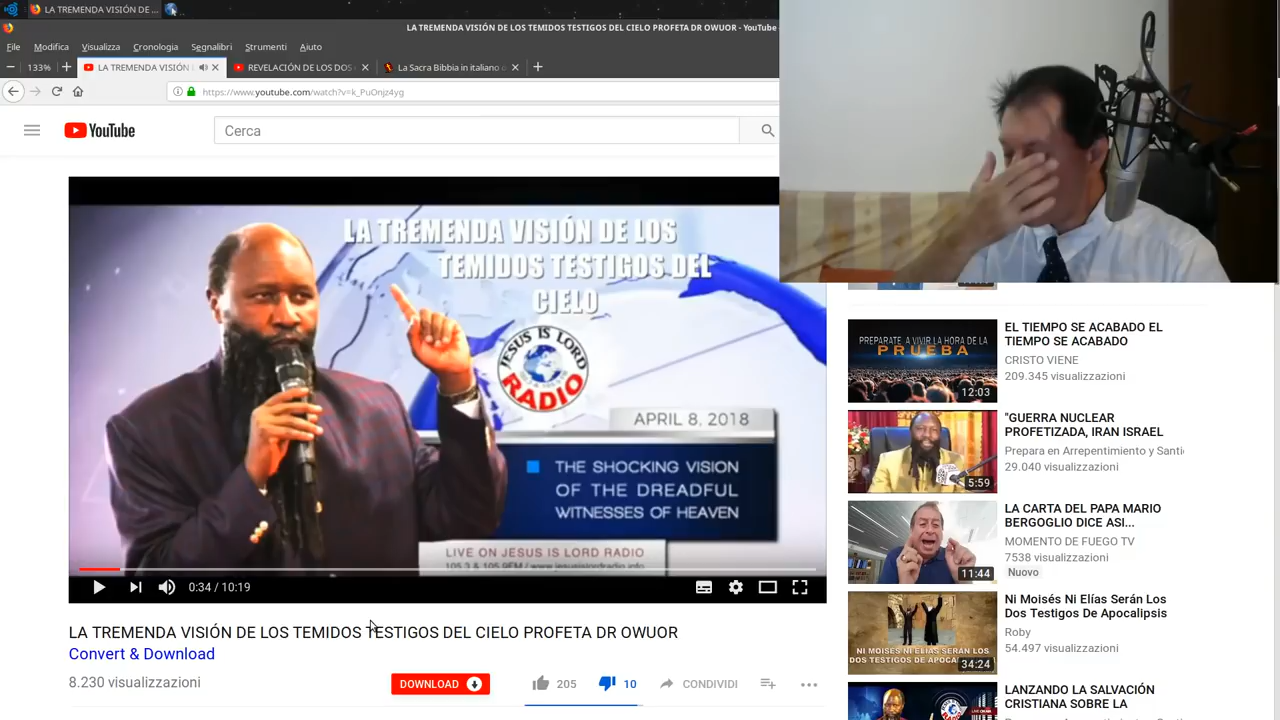 LA TREMENDA VISIÓN DE ...
LA TREMENDA VISIÓN DE LOS TEMIDOS TESTIGOS DEL CIELO PROFETA DR OWUOR - YouTube
File Modifica Visualizza Cronologia Segnalibri Strumenti Aiuto
133% LA TREMENDA VISIÓN REVELACIÓN DE LOS DOS La Sacra Bibbia in italiano
https://www.youtube.com/watch?v=k_PuOnjz4yg
YouTube
Cerca
LA TREMENDA VISIÓN DE LOS
TEMIDOS TESTIGOS DEL
CIELO
JESUS IS LORD
RADIO
APRIL 8, 2018
THE SHOCKING VISION
OF THE DREADFUL
WITNESSES OF HEAVEN
LIVE ON JESUS IS LORD RADIO
0:34 / 10:19
LA TREMENDA VISIÓN DE LOS TEMIDOS TESTIGOS DEL CIELO PROFETA DR OWUOR
Convert & Download
8.230 visualizzazioni
DOWNLOAD
205
10
CONDIVIDI
PREPARATE A VIVIR LA HORA DE LA
PRUEBA
12:03
EL TIEMPO SE ACABADO EL
TIEMPO SE ACABADO
CRISTO VIENE
209.345 visualizzazioni
5:59
"GUERRA NUCLEAR
PROFETIZADA, IRAN ISRAEL
Prepara en Arrepentimiento y Santi
29.040 visualizzazioni
11:44
LA CARTA DEL PAPA MARIO
BERGOGLIO DICE ASI...
MOMENTO DE FUEGO TV
7538 visualizzazioni
Nuovo
NI MOISES NI ELIAS SERAN LOS
DOS TESTIGOS DE
34:24
Ni Moisés Ni Elías Serán Los
Dos Testigos De Apocalipsis
Roby
54.497 visualizzazioni
LANZANDO LA SALVACIÓN
CRISTIANA SOBRE LA